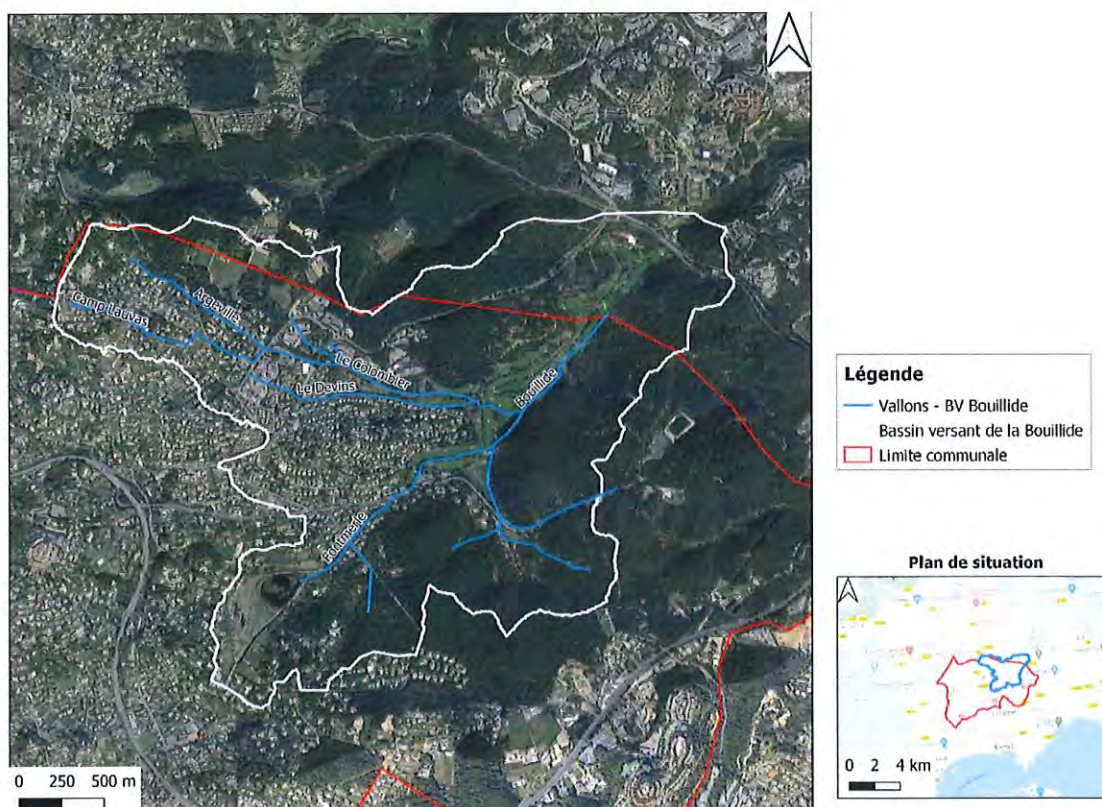 Camp Lauvas
Argeville
Le Colombier
Le Devins
Bouillide
Fontmerle
0 250 500 m
Légende
Vallons - BV Bouillide
Bassin versant de la Bouillide
Limite communale
Plan de situation
0 2 4 km